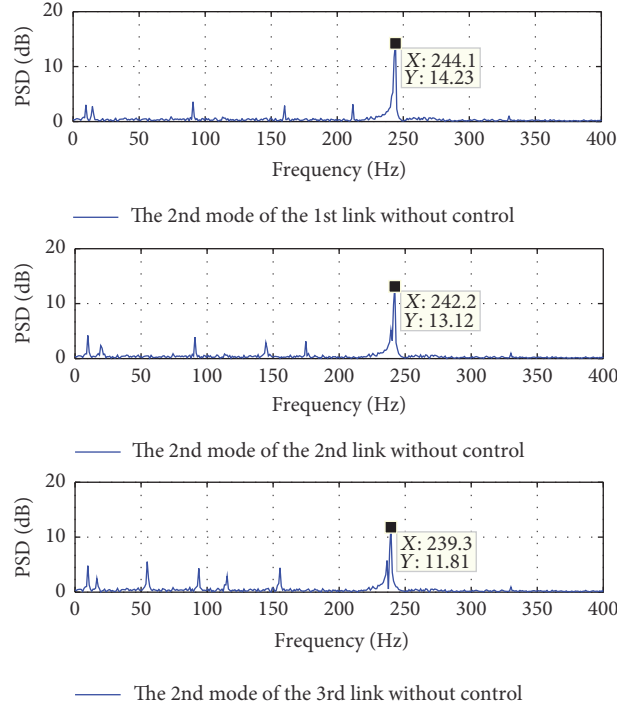 20
10
0
PSD (dB)
X: 244.1
Y: 14.23
0 50 100 150 200 250 300 350 400
Frequency (Hz)
The 2nd mode of the 1st link without control
20
10
0
PSD (dB)
X: 242.2
Y: 13.12
0 50 100 150 200 250 300 350 400
Frequency (Hz)
The 2nd mode of the 2nd link without control
20
10
0
PSD (dB)
X: 239.3
Y: 11.81
0 50 100 150 200 250 300 350 400
Frequency (Hz)
The 2nd mode of the 3rd link without control